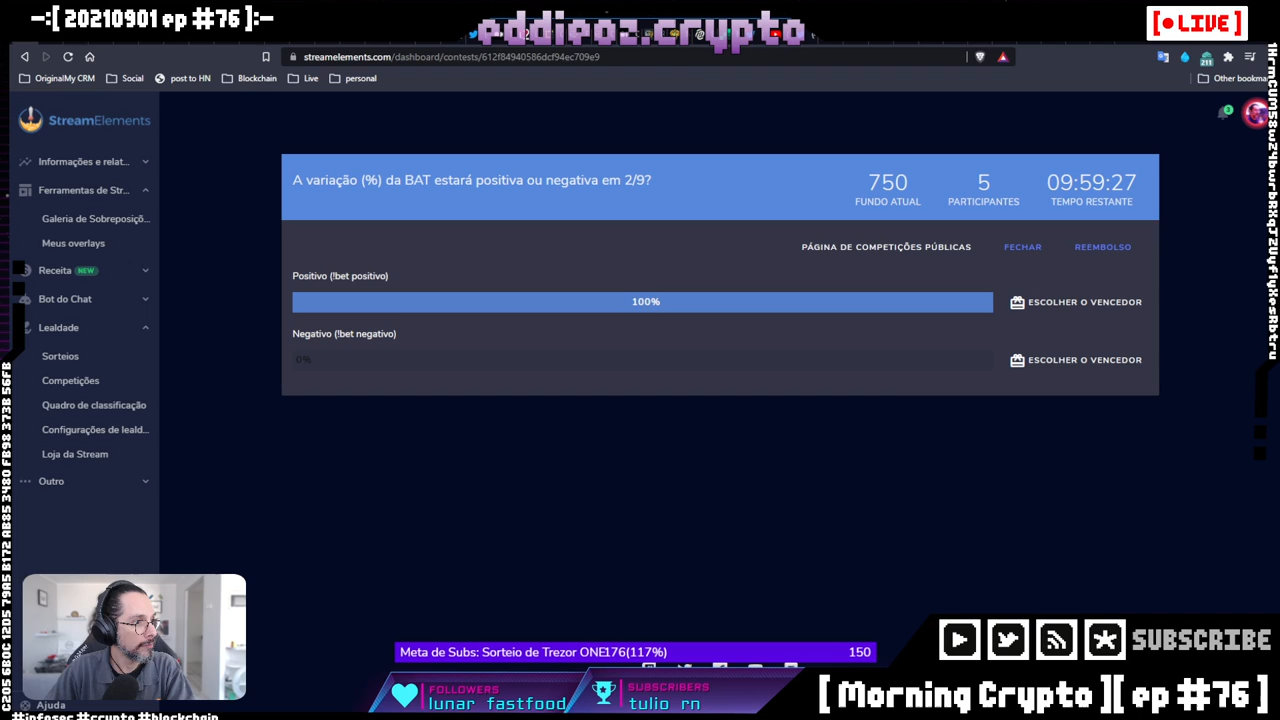 -:[ 20210901 ep #76 ]:-
eddieoz.crypto
[● LIVE ]
streamelements.com/dashboard/contests/612f84940586dcf94ec709e9
OriginalMy CRM
Social
post to HN
Blockchain
Live
personal
211
Other bookma
StreamElements
3
Informações e relat...
Ferramentas de Str...
Galeria de Sobreposiçõ...
Meus overlays
Receita NEW
Bot do Chat
Lealdade
Sorteios
Competições
Quadro de classificação
Configurações de leald...
Loja da Stream
Outro
Ajuda
A variação (%) da BAT estará positiva ou negativa em 2/9?
750
FUNDO ATUAL
5
PARTICIPANTES
09:59:27
TEMPO RESTANTE
PÁGINA DE COMPETIÇÕES PÚBLICAS
FECHAR
REEMBOLSO
Positivo (!bet positivo)
100%
ESCOLHER O VENCEDOR
Negativo (!bet negativo)
0%
ESCOLHER O VENCEDOR
Meta de Subs: Sorteio de Trezor ONE176(117%)
150
FOLLOWERS
lunar_fastfood
SUBSCRIBERS
tulio_rn
SUBSCRIBE
[ Morning Crypto ][ ep #76 ]
#infosec #crypto #blockchain